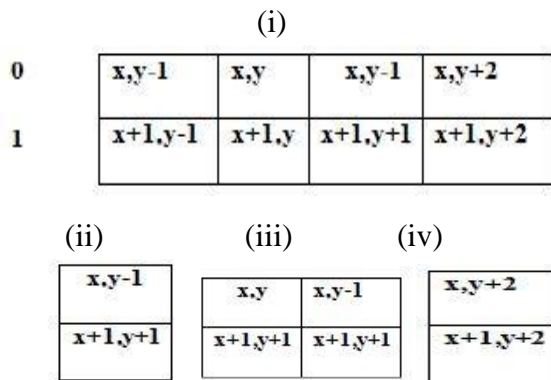 (i)
0 x,y-1 x,y x,y-1 x,y+2
1 x+1,y-1 x+1,y x+1,y+1 x+1,y+2
(ii) (iii) (iv)
x,y-1 x,y x,y-1 x,y+2
x+1,y+1 x+1,y+1 x+1,y+1 x+1,y+2